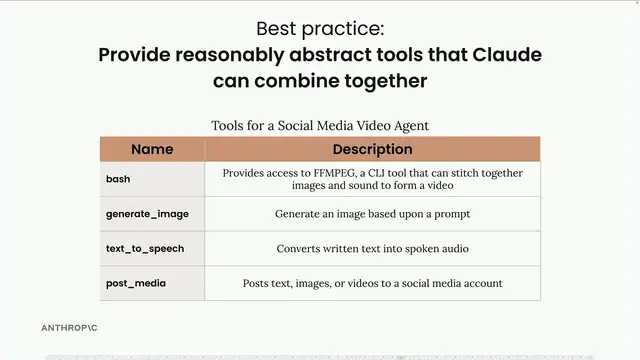 Best practice:
Provide reasonably abstract tools that Claude
can combine together
Tools for a Social Media Video Agent
Name Description
bash Provides access to FFMPEG, a CLI tool that can stitch together
images and sound to form a video
generate_image Generate an image based upon a prompt
text_to_speech Converts written text into spoken audio
post_media Posts text, images, or videos to a social media account
ANTHROP\C